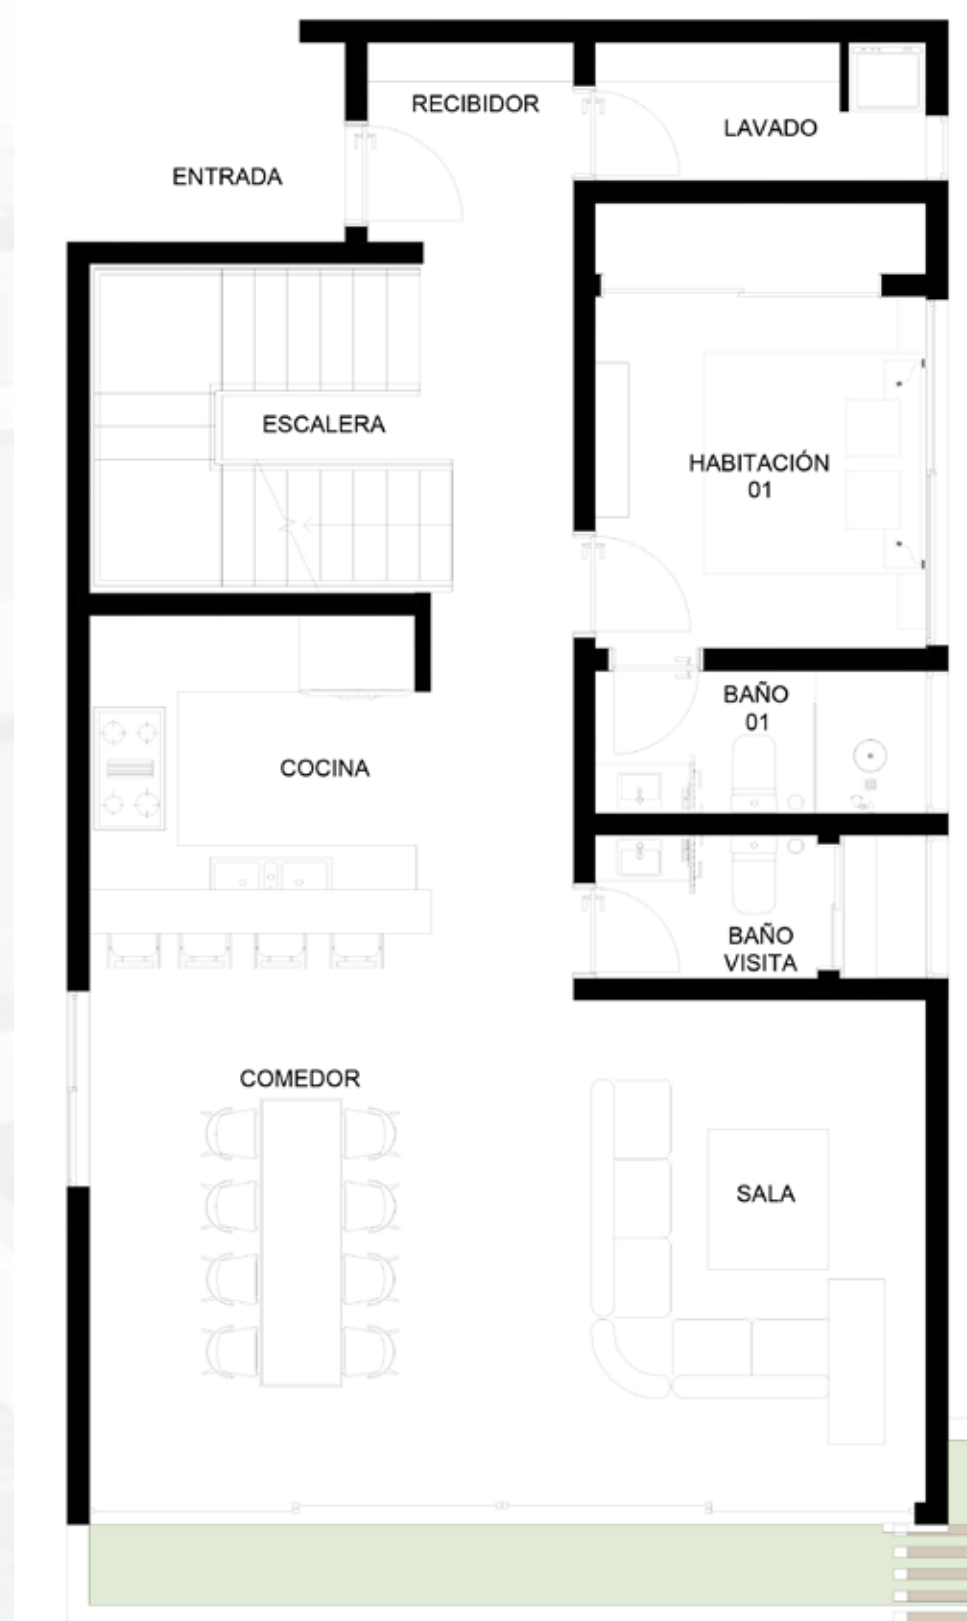 RECIBIDOR
LAVADO
ENTRADA
ESCALERA
HABITACIÓN
01
BAÑO
01
COCINA
BAÑO
VISITA
COMEDOR
SALA